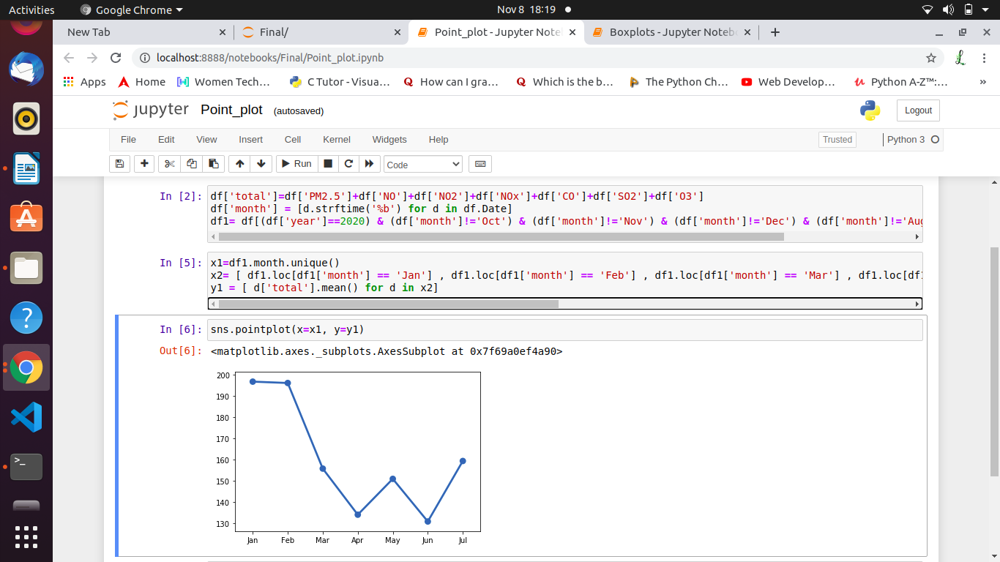 Activities Google Chrome Nov 8 18:19
New Tab Final/ Point_plot - Jupyter Note Boxplots - Jupyter Noteb
localhost:8888/notebooks/Final/Point_plot.ipynb
Apps Home Women Tech… C Tutor - Visua… How can I gra… Which is the b… The Python Ch… Web Develop… Python A-Z™:… »
jupyter Point_plot (autosaved) Logout
File Edit View Insert Cell Kernel Widgets Help Trusted Python 3
Run Code
In [2]: df['total']=df['PM2.5']+df['NO']+df['NO2']+df['NOx']+df['CO']+df['SO2']+df['O3']
df['month'] = [d.strftime('%b') for d in df.Date]
df1= df[(df['year']==2020) & (df['month']!='Oct') & (df['month']!='Nov') & (df['month']!='Dec') & (df['month']!='Aug
In [5]: x1=df1.month.unique()
x2= [ df1.loc[df1['month'] == 'Jan'] , df1.loc[df1['month'] == 'Feb'] , df1.loc[df1['month'] == 'Mar'] , df1.loc[df1
y1 = [ d['total'].mean() for d in x2]
In [6]: sns.pointplot(x=x1, y=y1)
Out[6]: <matplotlib.axes._subplots.AxesSubplot at 0x7f69a0ef4a90>
200
190
180
170
160
150
140
130
Jan Feb Mar Apr May Jun Jul